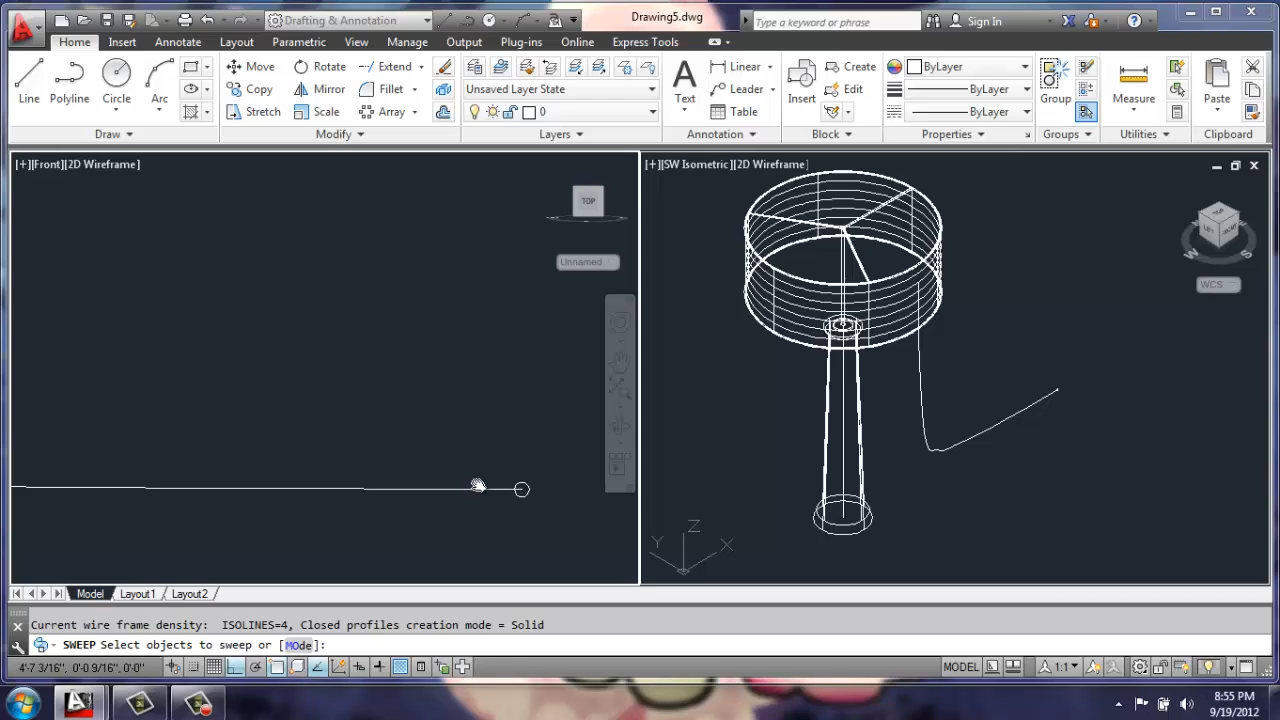 Drafting & Annotation
Drawing5.dwg
Type a keyword or phrase
Sign In
Home Insert Annotate Layout Parametric View Manage Output Plug-ins Online Express Tools
Line Polyline Circle Arc
Move Rotate Extend
Copy Mirror Fillet
Stretch Scale Array
Unsaved Layer State
0
Text
Linear
Leader
Table
Insert
Create
Edit
ByLayer
ByLayer
ByLayer
Group
Measure
Paste
Draw Modify Layers Annotation Block Properties Groups Utilities Clipboard
[+][Front][2D Wireframe]
TOP
Unnamed
[+][SW Isometric][2D Wireframe]
TOP
LEFT FRONT
W S
WCS
Z
Y X
Model Layout1 Layout2
Current wire frame density: ISOLINES=4, Closed profiles creation mode = Solid
SWEEP Select objects to sweep or [MOde]:
4'-7 3/16", 0'-0 9/16", 0'-0"
MODEL
1:1
8:55 PM
9/19/2012